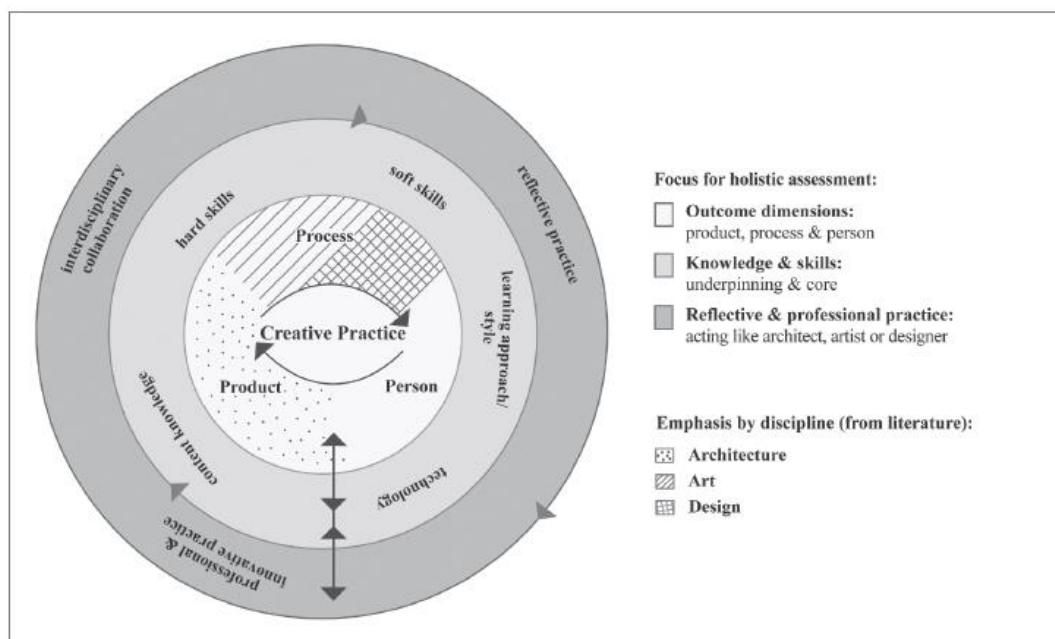 interdisciplinary
collaboration
reflective practice
professional &
innovative practice
hard skills
soft skills
learning approach/
style
technology
content knowledge
Process
Creative Practice
Product
Person
Focus for holistic assessment:
Outcome dimensions:
product, process & person
Knowledge & skills:
underpinning & core
Reflective & professional practice:
acting like architect, artist or designer
Emphasis by discipline (from literature):
Architecture
Art
Design